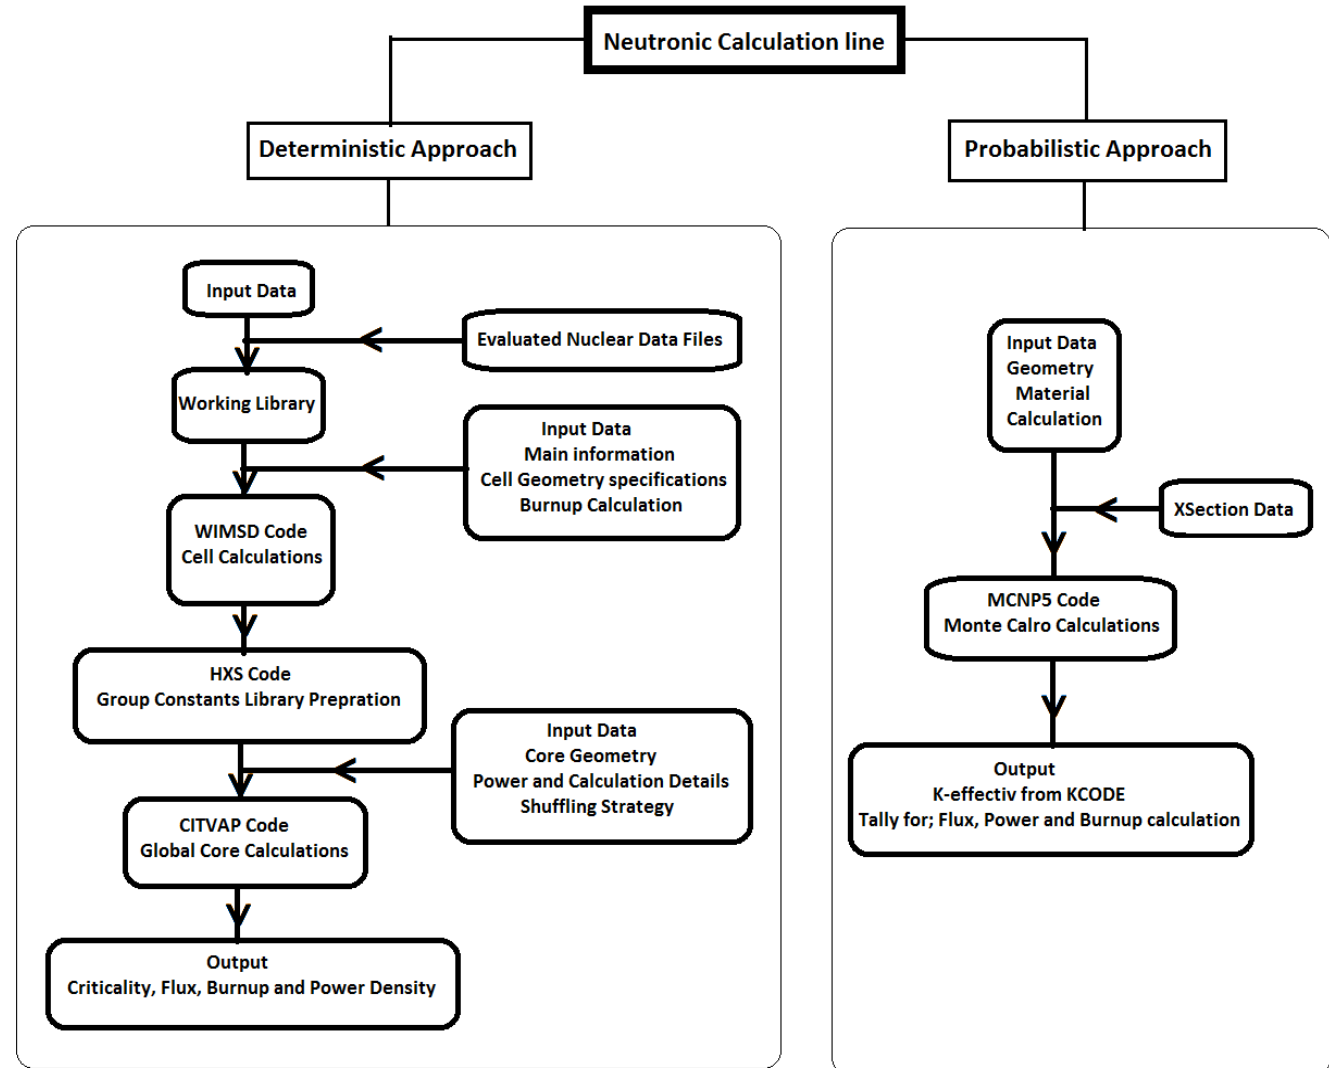 Neutronic Calculation line
Deterministic Approach
Probabilistic Approach
Input Data
Evaluated Nuclear Data Files
Working Library
Input Data
Main information
Cell Geometry specifications
Burnup Calculation
WIMSD Code
Cell Calculations
HXS Code
Group Constants Library Prepration
Input Data
Core Geometry
Power and Calculation Details
Shuffling Strategy
CITVAP Code
Global Core Calculations
Output
Criticality, Flux, Burnup and Power Density
Input Data
Geometry
Material
Calculation
XSection Data
MCNP5 Code
Monte Calro Calculations
Output
K-effectiv from KCODE
Tally for; Flux, Power and Burnup calculation